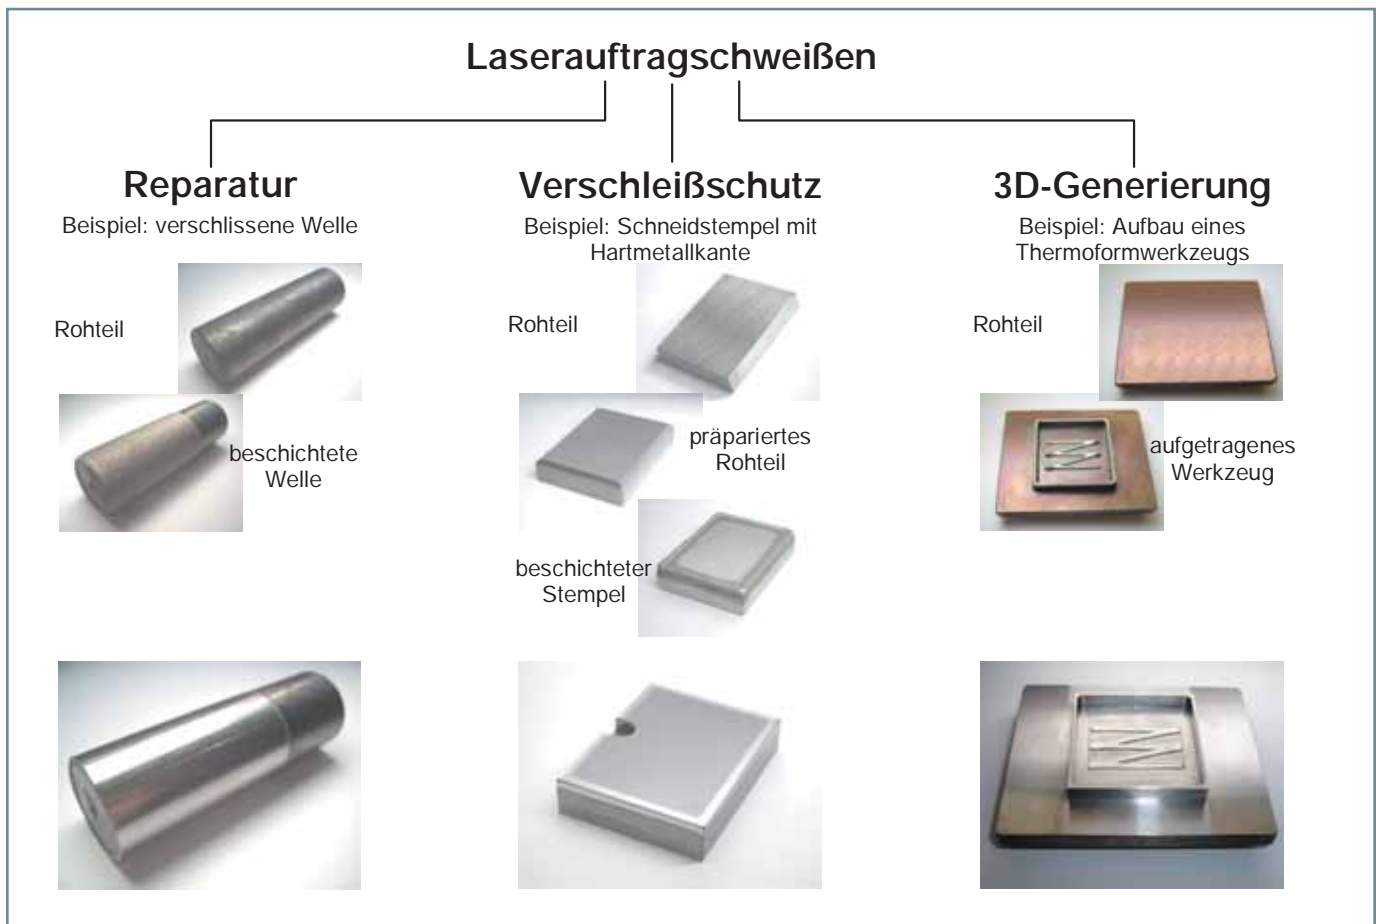 Laserauftragschweißen
Reparatur
Beispiel: verschlissene Welle
Rohteil
beschichtete
Welle
Verschleißschutz
Beispiel: Schneidstempel mit
Hartmetallkante
Rohteil
präpariertes
Rohteil
beschichteter
Stempel
3D-Generierung
Beispiel: Aufbau eines
Thermoformwerkzeugs
Rohteil
aufgetragenes
Werkzeug